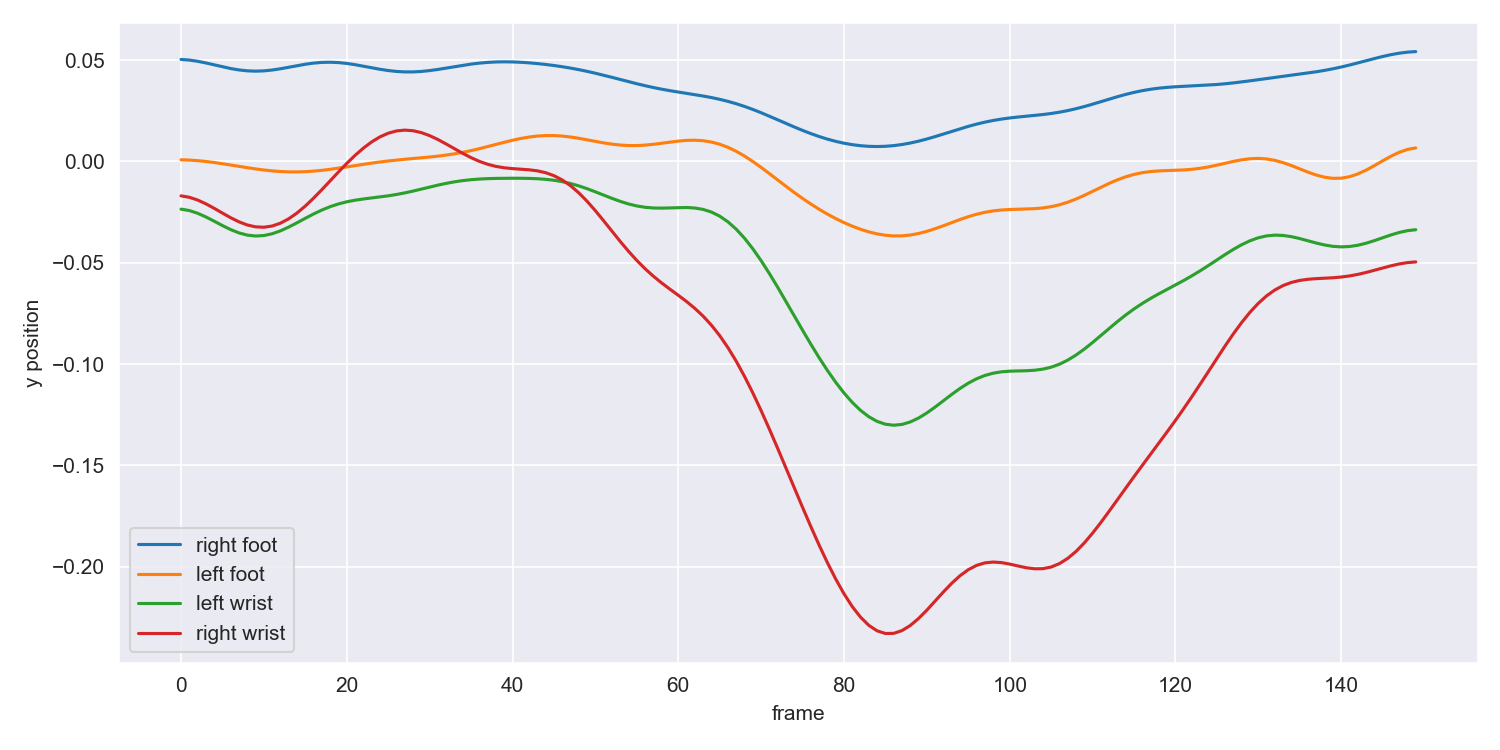 0.05
0.00
−0.05
−0.10
−0.15
−0.20
y position
right foot
left foot
left wrist
right wrist
0 20 40 60 80 100 120 140
frame